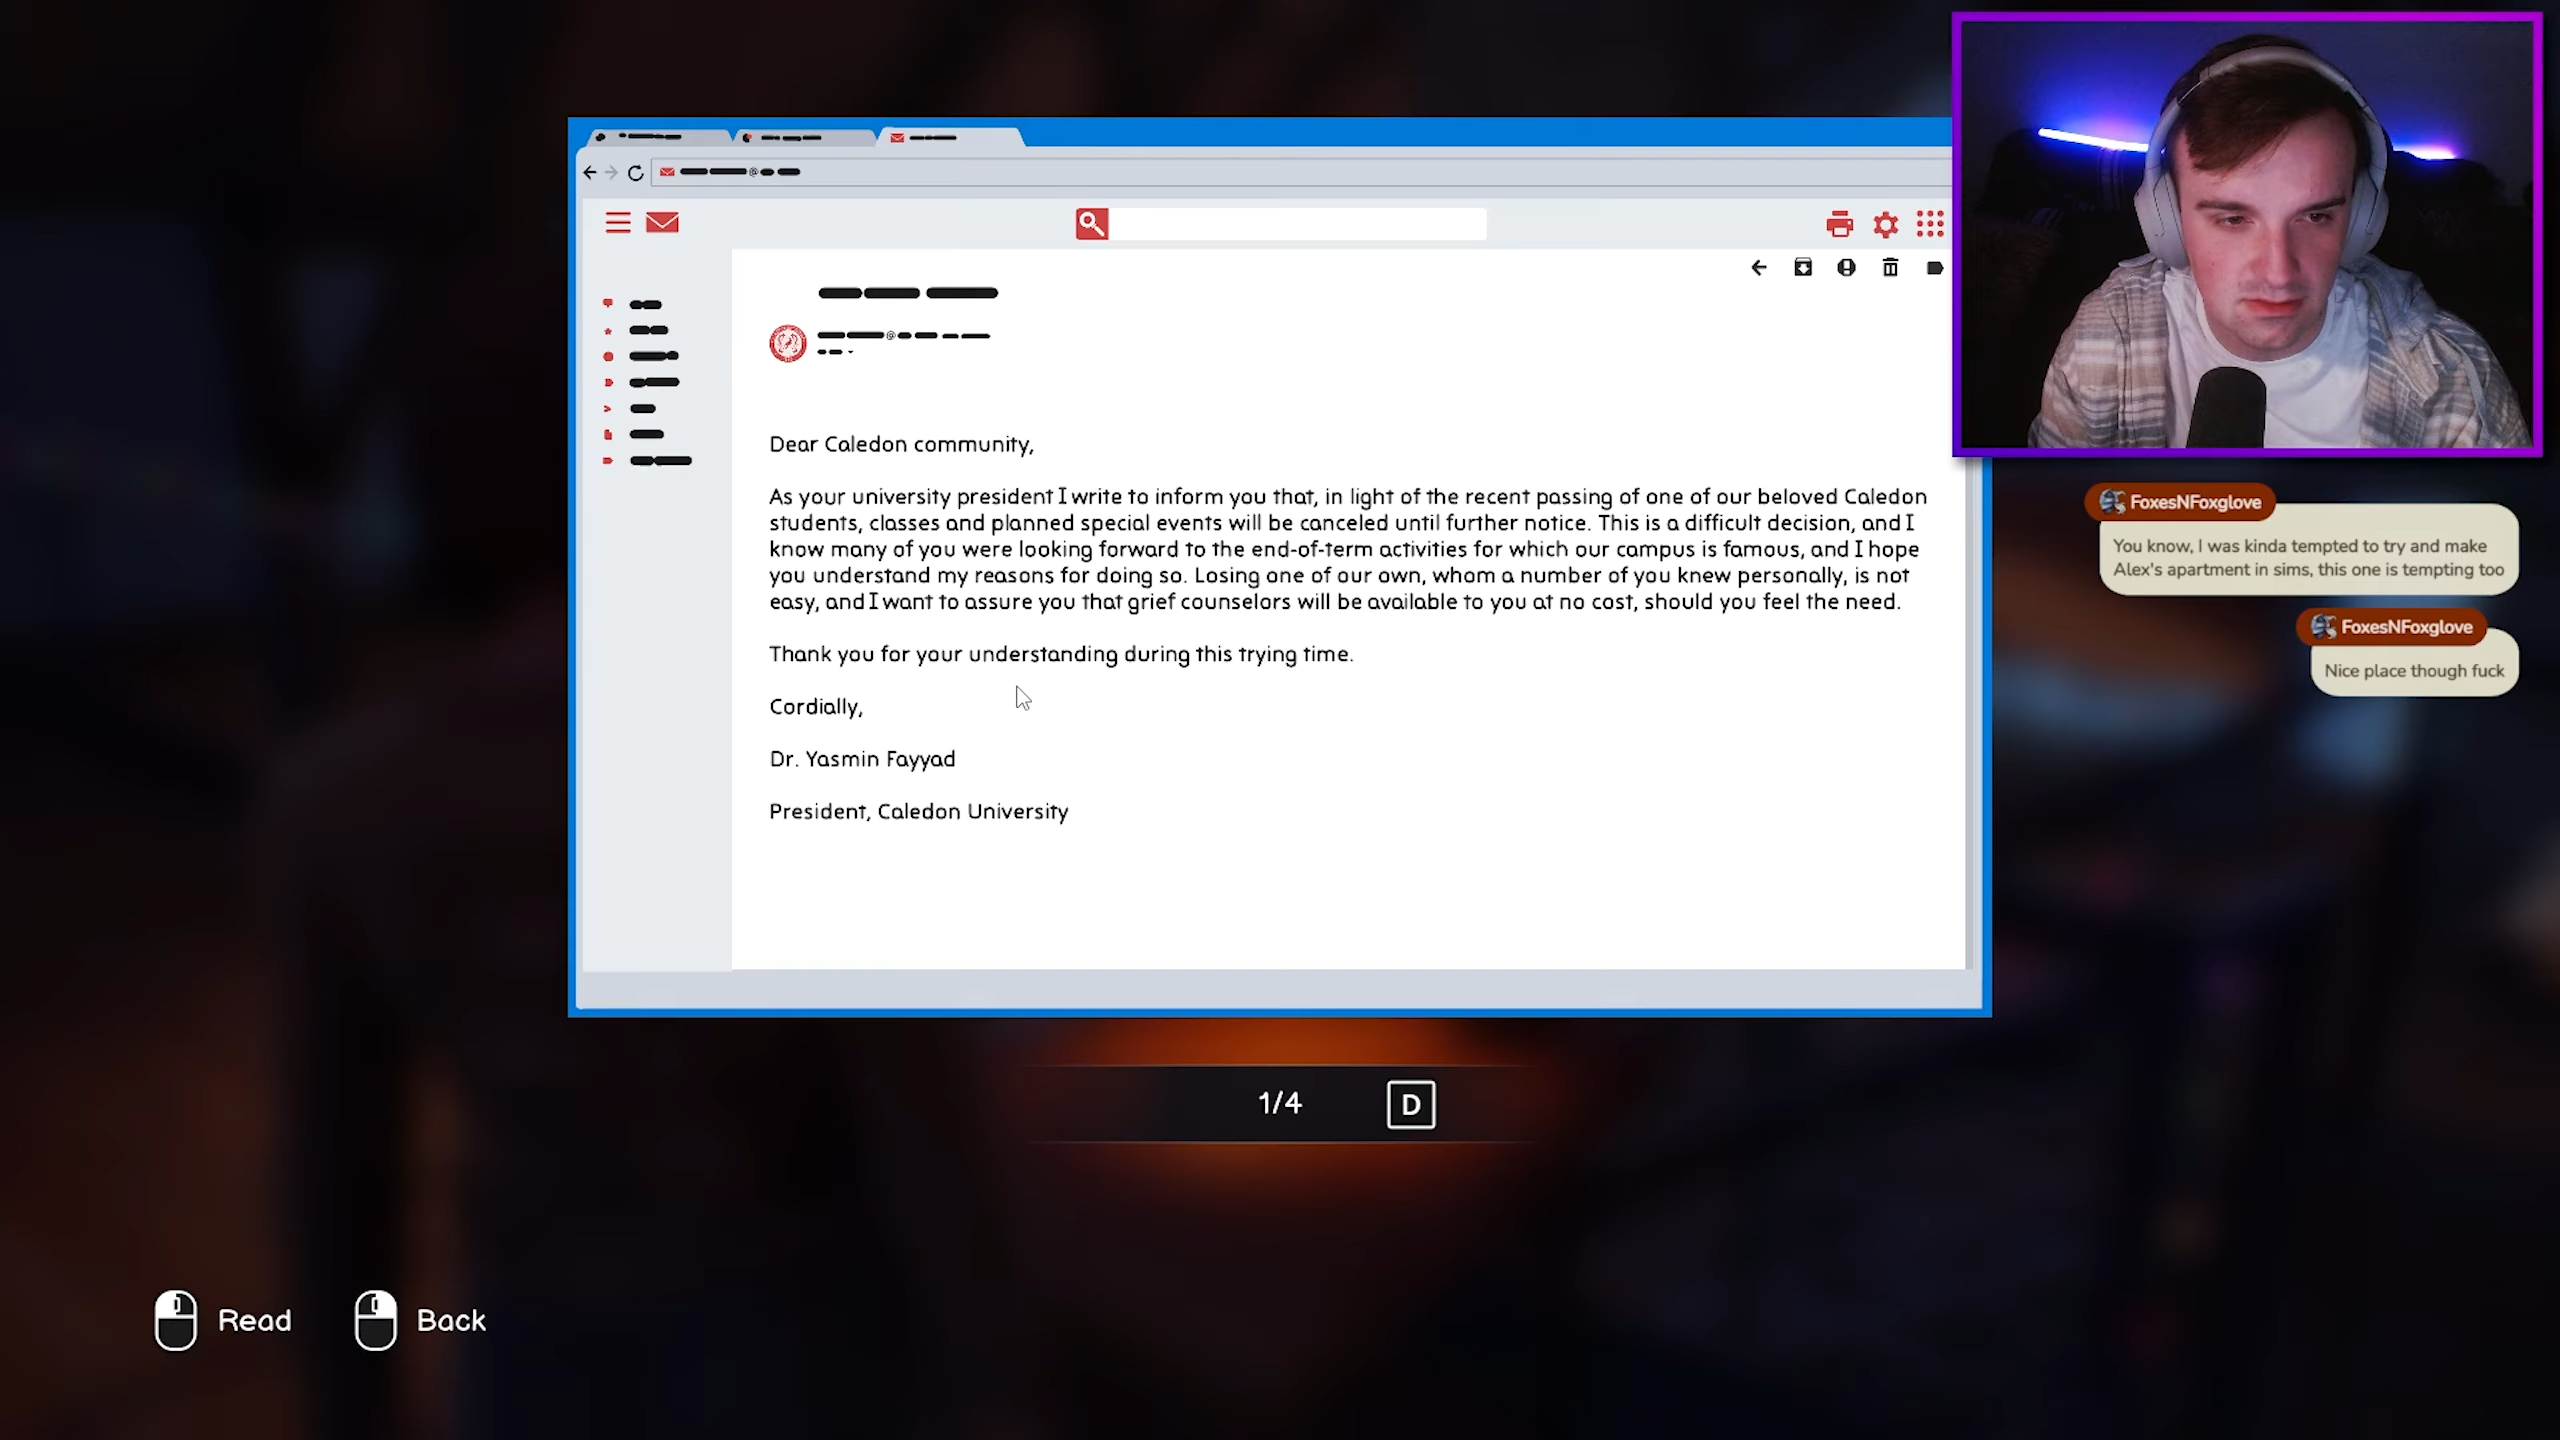 Dear Caledon community,
As your university president I write to inform you that, in light of the recent passing of one of our beloved Caledon
students, classes and planned special events will be canceled until further notice. This is a difficult decision, and I
know many of you were looking forward to the end-of-term activities for which our campus is famous, and I hope
you understand my reasons for doing so. Losing one of our own, whom a number of you knew personally, is not
easy, and I want to assure you that grief counselors will be available to you at no cost, should you feel the need.
Thank you for your understanding during this trying time.
Cordially,
Dr. Yasmin Fayyad
President, Caledon University
FoxesNFoxglove
You know, I was kinda tempted to try and make
Alex's apartment in sims, this one is tempting too
FoxesNFoxglove
Nice place though fuck
1/4 D
Read Back